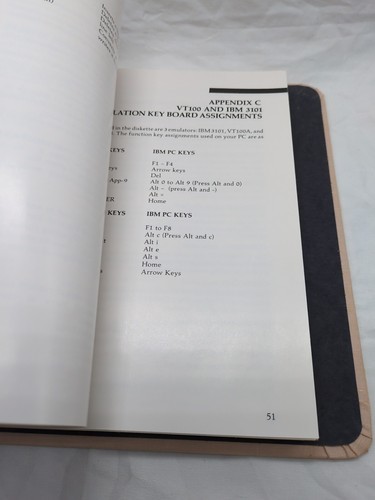 APPENDIX C
VT100 AND IBM 3101
LATION KEY BOARD ASSIGNMENTS
in the diskette are 3 emulators: IBM 3101, VT100A, and
The function key assignments used on your PC are as
KEYS IBM PC KEYS
F1 - F4
eys Arrow keys
Del
App-9 Alt 0 to Alt 9 (Press Alt and 0)
Alt - (press Alt and -)
Alt
ER Home
KEYS IBM PC KEYS
F1 to F8
Alt c (Press Alt and c)
Alt i
Alt e
Alt s
Home
s Arrow Keys
51